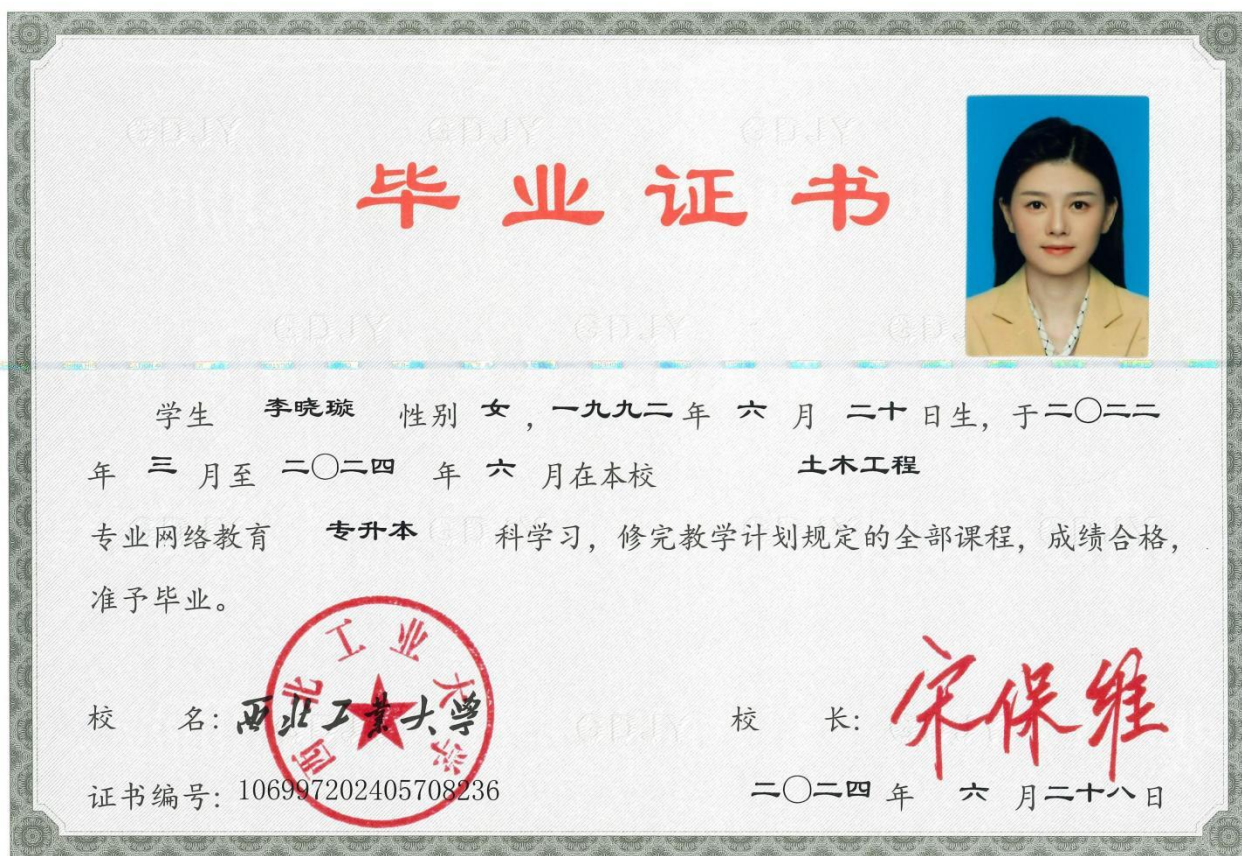 GDJY GDJY GDJY
毕业证书
GDJY GDJY GD
学生 李晓璇 性别 女，一九九二年 六 月 二十 日生，于二〇二二
年 三 月至 二〇二四 年 六 月在本校 土木工程
专业网络教育 专升本 科学习，修完教学计划规定的全部课程，成绩合格，
准予毕业。
西北工业大学
校 名：西北工業大學 校 长：宋保维
证书编号：106997202405708236 二〇二四 年 六 月二十八日